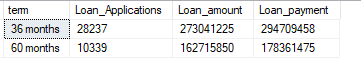 term Loan_Applications Loan_amount Loan_payment
36 months 28237 273041225 294709458
60 months 10339 162715850 178361475